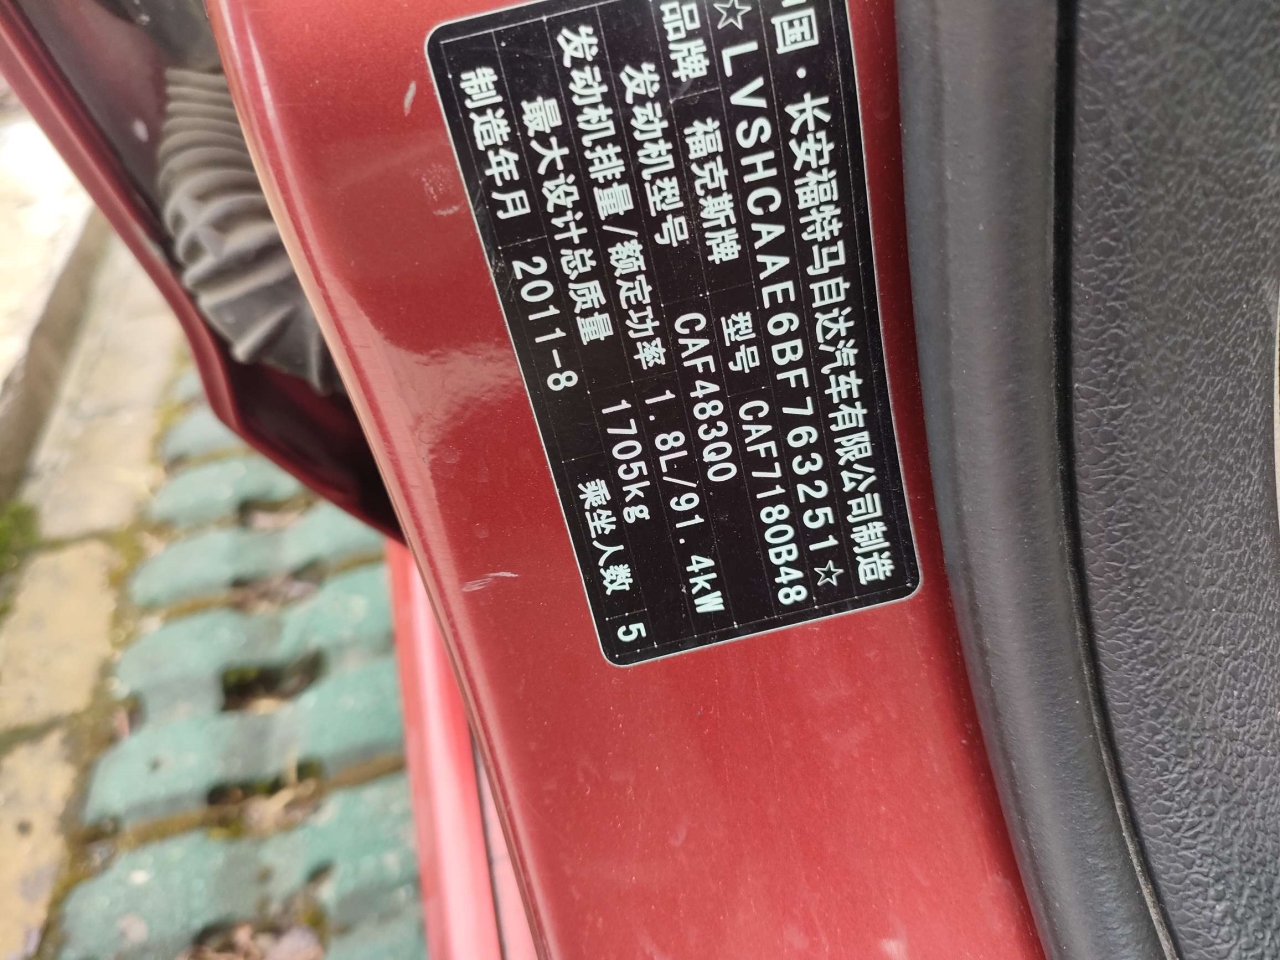 国·长安福特马自达汽车有限公司制造
☆LVSHCAAE6BF763251☆
品牌 福克斯牌 型号 CAF7180B48
发动机型号 CAF483Q0
发动机排量/额定功率 1.8L/91.4kW
最大设计总质量 1705kg
制造年月 2011-8 乘坐人数 5